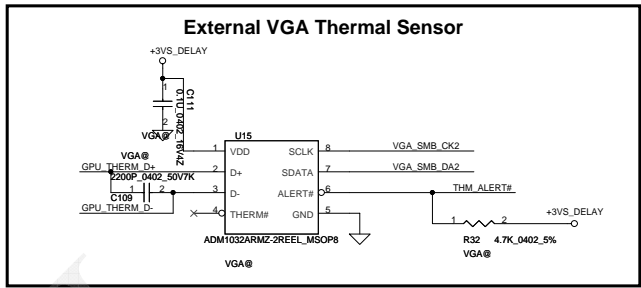 External VGA Thermal Sensor
+3VS_DELAY
1
C111
0.1U_0402_16V4Z
2
VGA@
U15
1 VDD SCLK 8 VGA_SMB_CK2
VGA@
GPU_THERM_D+ 2 D+ SDATA 7 VGA_SMB_DA2
2200P_0402_50V7K
1 2
C109
3 D- ALERT# 6 THM_ALERT#
GPU_THERM_D-
4 THERM# GND 5
1 2 +3VS_DELAY
ADM1032ARMZ-2REEL_MSOP8
R32 4.7K_0402_5%
VGA@
VGA@